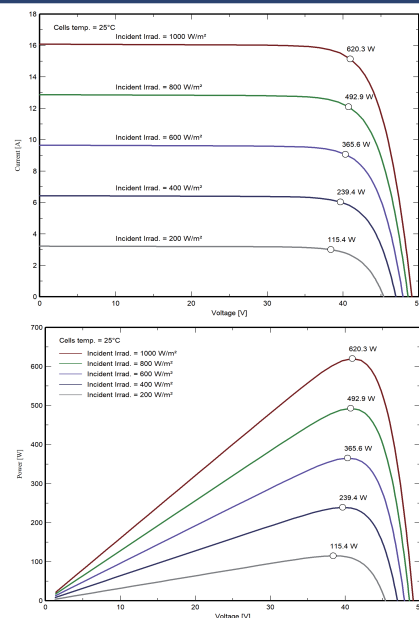 18
16
14
12
10
8
6
4
2
0
Current [A]
Cells temp. = 25°C
Incident Irrad. = 1000 W/m²
620.3 W
Incident Irrad. = 800 W/m²
492.9 W
Incident Irrad. = 600 W/m²
365.6 W
Incident Irrad. = 400 W/m²
239.4 W
Incident Irrad. = 200 W/m²
115.4 W
0 10 20 30 40 5
Voltage [V]
700
600
500
400
300
200
100
0
Power [W]
Cells temp. = 25°C
Incident Irrad. = 1000 W/m²
Incident Irrad. = 800 W/m²
Incident Irrad. = 600 W/m²
Incident Irrad. = 400 W/m²
Incident Irrad. = 200 W/m²
620.3 W
492.9 W
365.6 W
239.4 W
115.4 W
0 10 20 30 40 5
Voltage [V]